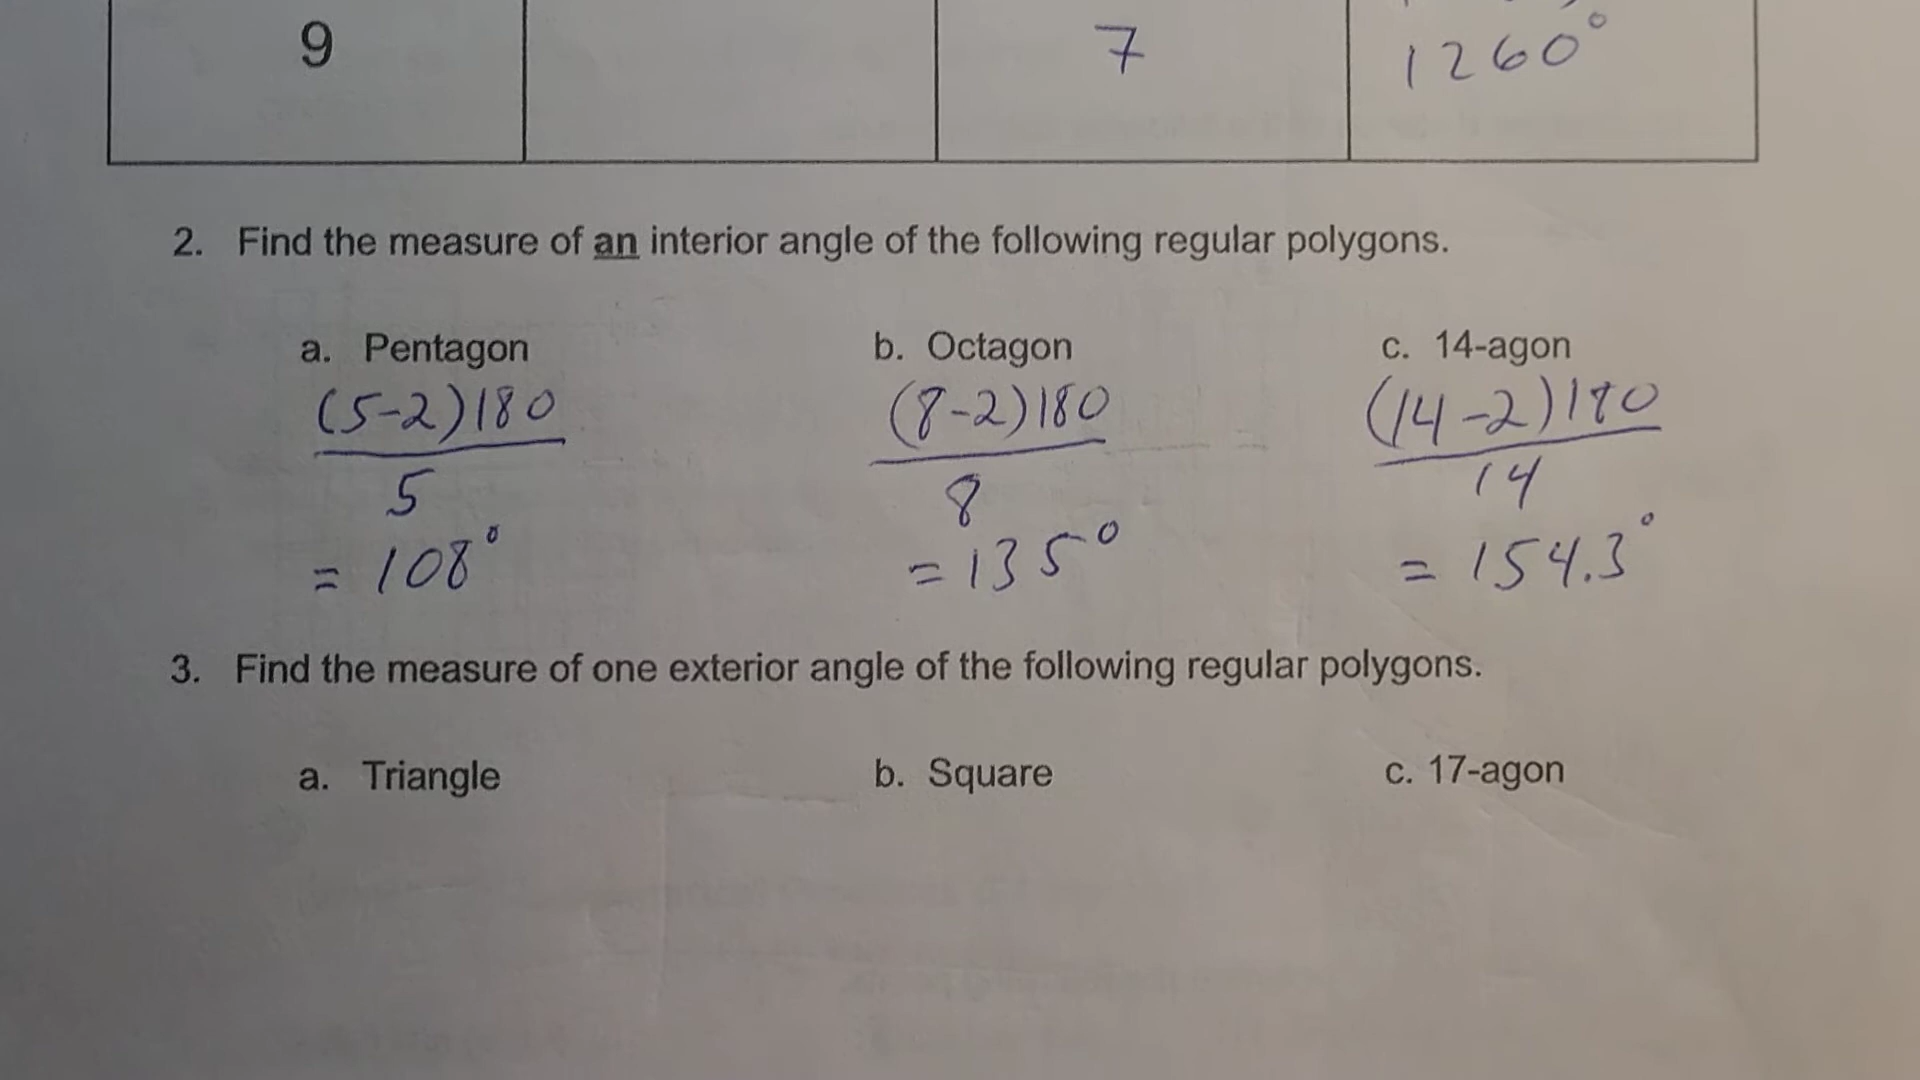 9 7 1260°
2. Find the measure of an interior angle of the following regular polygons.
a. Pentagon b. Octagon c. 14-agon
(5-2)180 (8-2)180 (14-2)180
5 8 14
= 108° = 135° = 154.3°
3. Find the measure of one exterior angle of the following regular polygons.
a. Triangle b. Square c. 17-agon